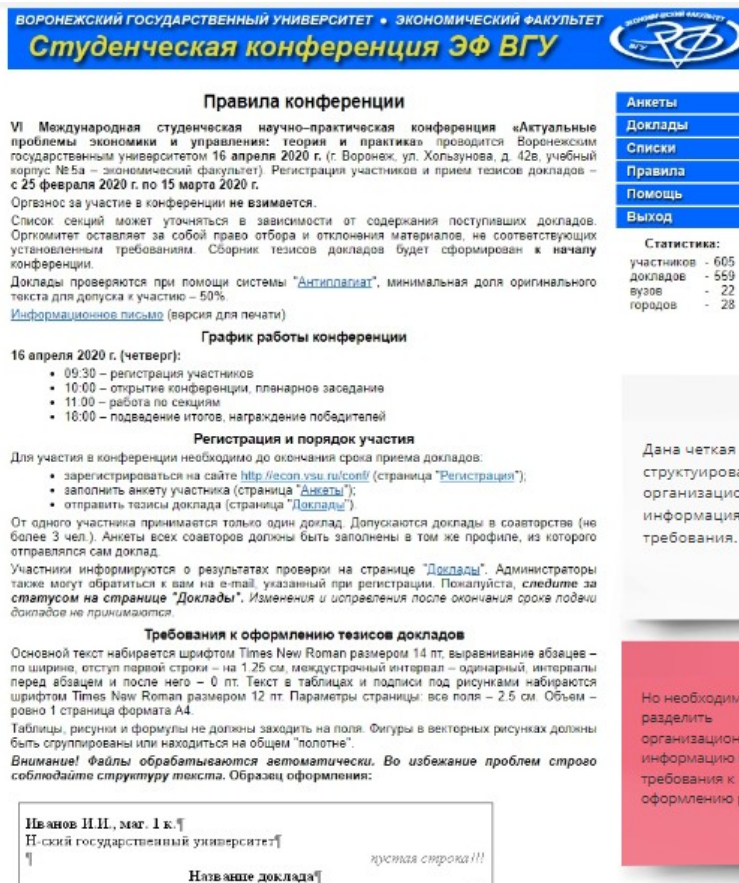 ВОРОНЕЖСКИЙ ГОСУДАРСТВЕННЫЙ УНИВЕРСИТЕТ • ЭКОНОМИЧЕСКИЙ ФАКУЛЬТЕТ
Студенческая конференция ЭФ ВГУ
Правила конференции
VI Международная студенческая научно–практическая конференция «Актуальные
проблемы экономики и управления: теория и практика» проводится Воронежским
государственным университетом 16 апреля 2020 г. (г. Воронеж, ул. Хользунова, д. 42в, учебный
корпус №5а – экономический факультет). Регистрация участников и прием тезисов докладов –
с 25 февраля 2020 г. по 15 марта 2020 г.
Оргвзнос за участие в конференции не взимается.
Список секций может уточняться в зависимости от содержания поступивших докладов.
Оргкомитет оставляет за собой право отбора и отклонения материалов, не соответствующих
установленным требованиям. Сборник тезисов докладов будет сформирован к началу
конференции.
Доклады проверяются при помощи системы "Антиплагиат", минимальная доля оригинального
текста для допуска к участию – 50%.
Информационное письмо (версия для печати)
График работы конференции
16 апреля 2020 г. (четверг):
• 09:30 – регистрация участников
• 10:00 – открытие конференции, пленарное заседание
• 11:00 – работа по секциям
• 18:00 – подведение итогов, награждение победителей
Регистрация и порядок участия
Для участия в конференции необходимо до окончания срока приема докладов:
• зарегистрироваться на сайте http://econ.vsu.ru/conf/ (страница "Регистрация");
• заполнить анкету участника (страница "Анкеты");
• отправить тезисы доклада (страница "Доклады")
От одного участника принимается только один доклад. Допускаются доклады в соавторстве (не
более 3 чел.). Анкеты всех соавторов должны быть заполнены в том же профиле, из которого
отправлялся сам доклад.
Участники информируются о результатах проверки на странице "Доклады". Администраторы
также могут обратиться к вам на e-mail, указанный при регистрации. Пожалуйста, следите за
статусом на странице "Доклады". Изменения и исправления после окончания срока подачи
докладов не принимаются.
Требования к оформлению тезисов докладов
Основной текст набирается шрифтом Times New Roman размером 14 пт, выравнивание абзацев –
по ширине, отступ первой строки – на 1.25 см, междустрочный интервал – одинарный, интервалы
перед абзацем и после него – 0 пт. Текст в таблицах и подписи под рисунками набираются
шрифтом Times New Roman размером 12 пт. Параметры страницы: все поля – 2.5 см. Объем –
ровно 1 страница формата А4.
Таблицы, рисунки и формулы не должны заходить на поля. Фигуры в векторных рисунках должны
быть сгруппированы или находиться на общем "полотне".
Внимание! Файлы обрабатываются автоматически. Во избежание проблем строго
соблюдайте структуру текста. Образец оформления:
Иванов И.И., маг. 1 к.¶
Н-ский государственный университет¶
¶
пустая строка!!!
Название доклада¶
Анкеты
Доклады
Списки
Правила
Помощь
Выход
Статистика:
участников - 605
докладов - 559
вузов - 22
городов - 28
Дана четкая
структуирова
организацио
информация
требования.
Но необходим
разделить
организацион
информацию
требования к
оформлению